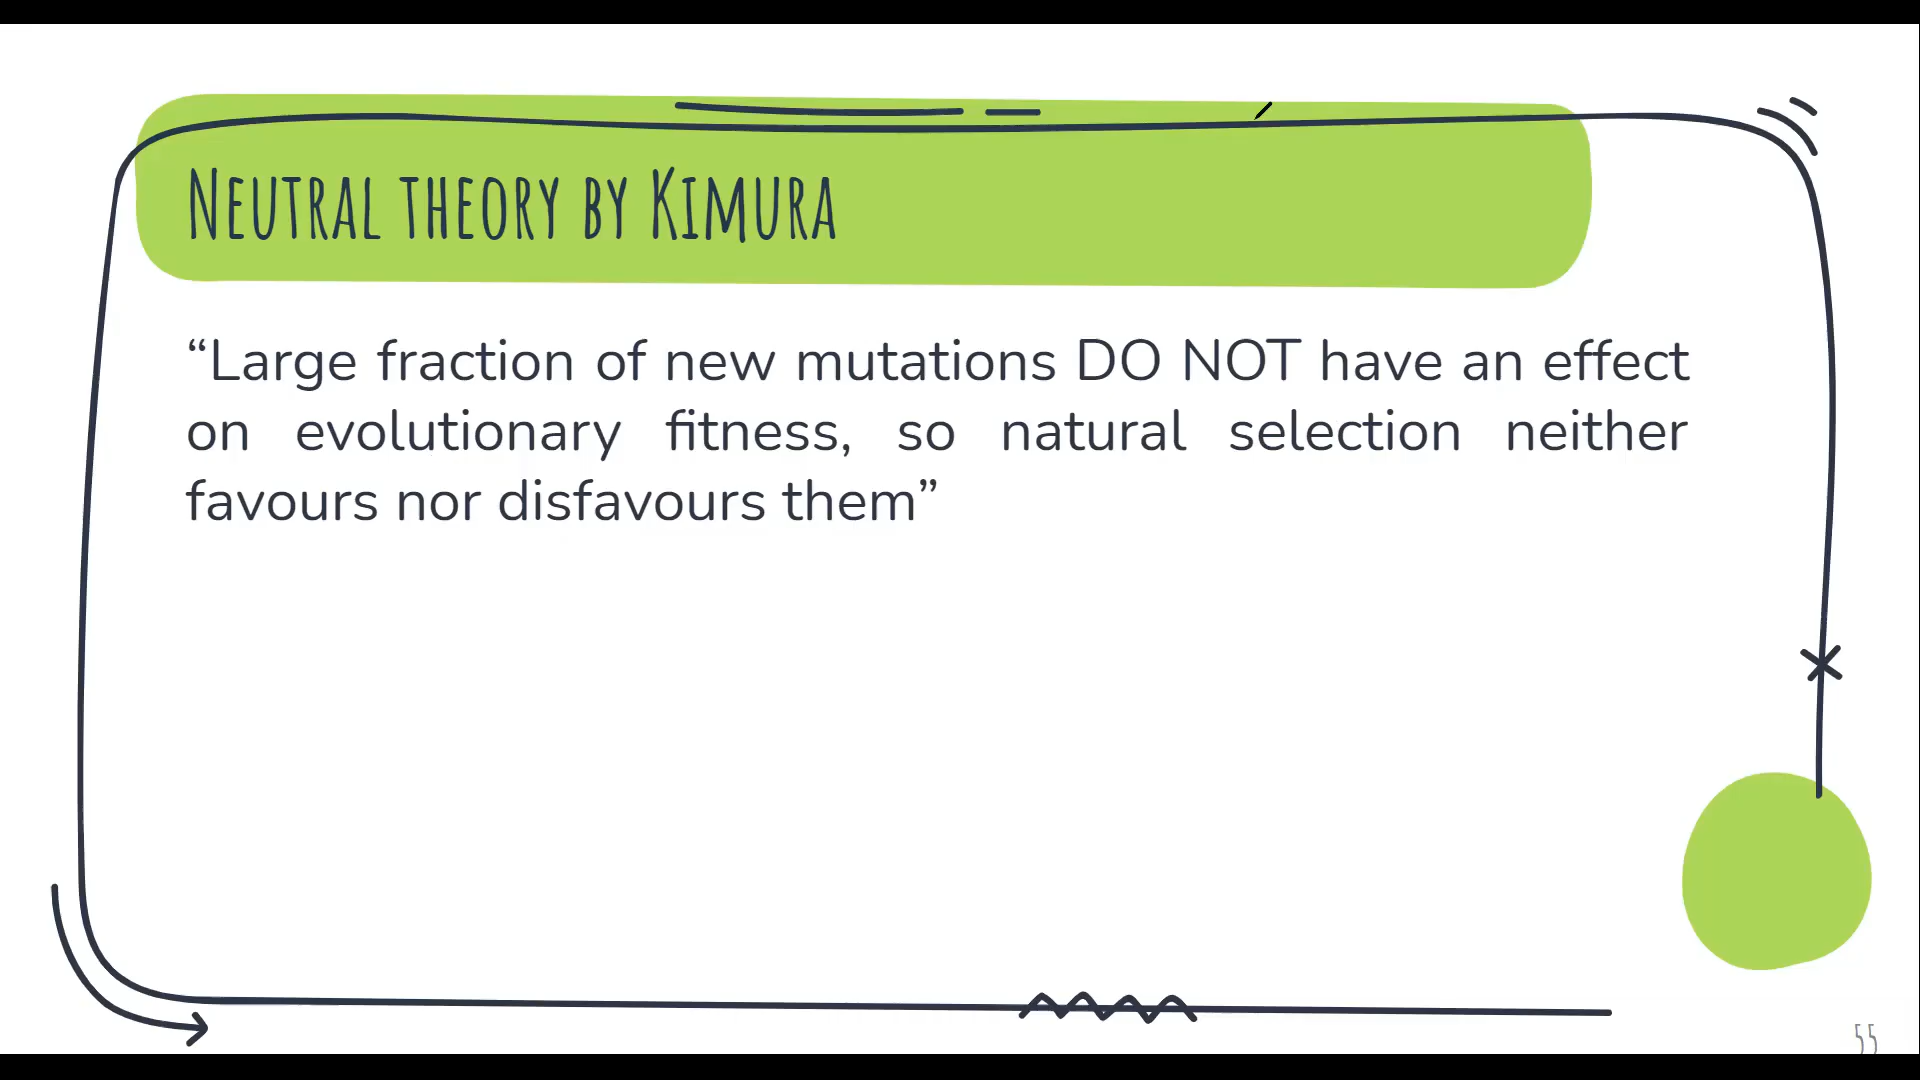 Neutral theory by Kimura
“Large fraction of new mutations DO NOT have an effect
on evolutionary fitness, so natural selection neither
favours nor disfavours them”
55